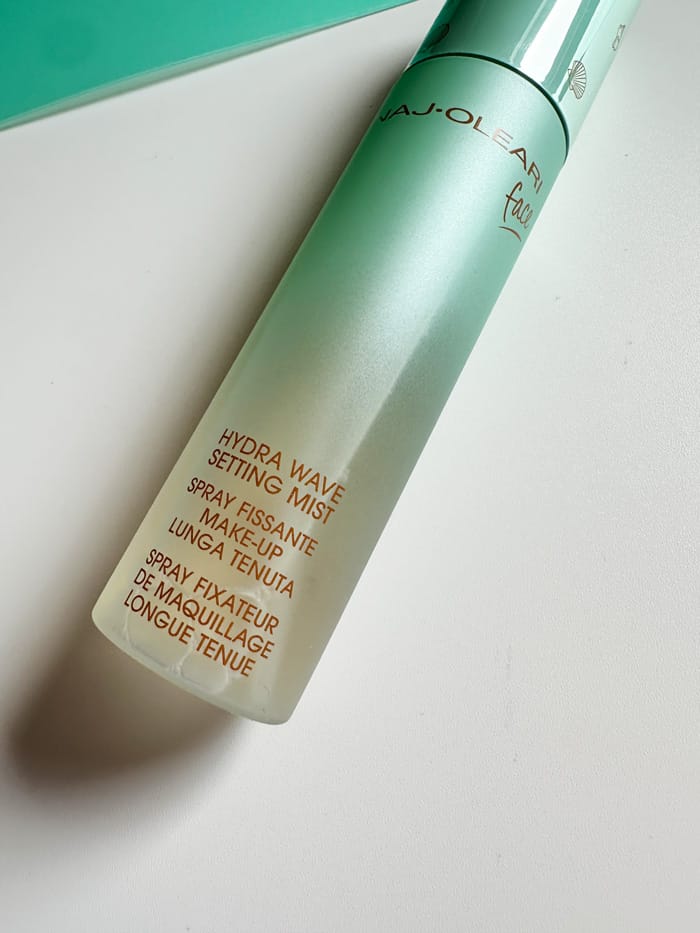 NAJ·OLEARI
face
HYDRA WAVE
SETTING MIST
SPRAY FISSANTE
MAKE-UP
LUNGA TENUTA
SPRAY FIXATEUR
DE MAQUILLAGE
LONGUE TENUE